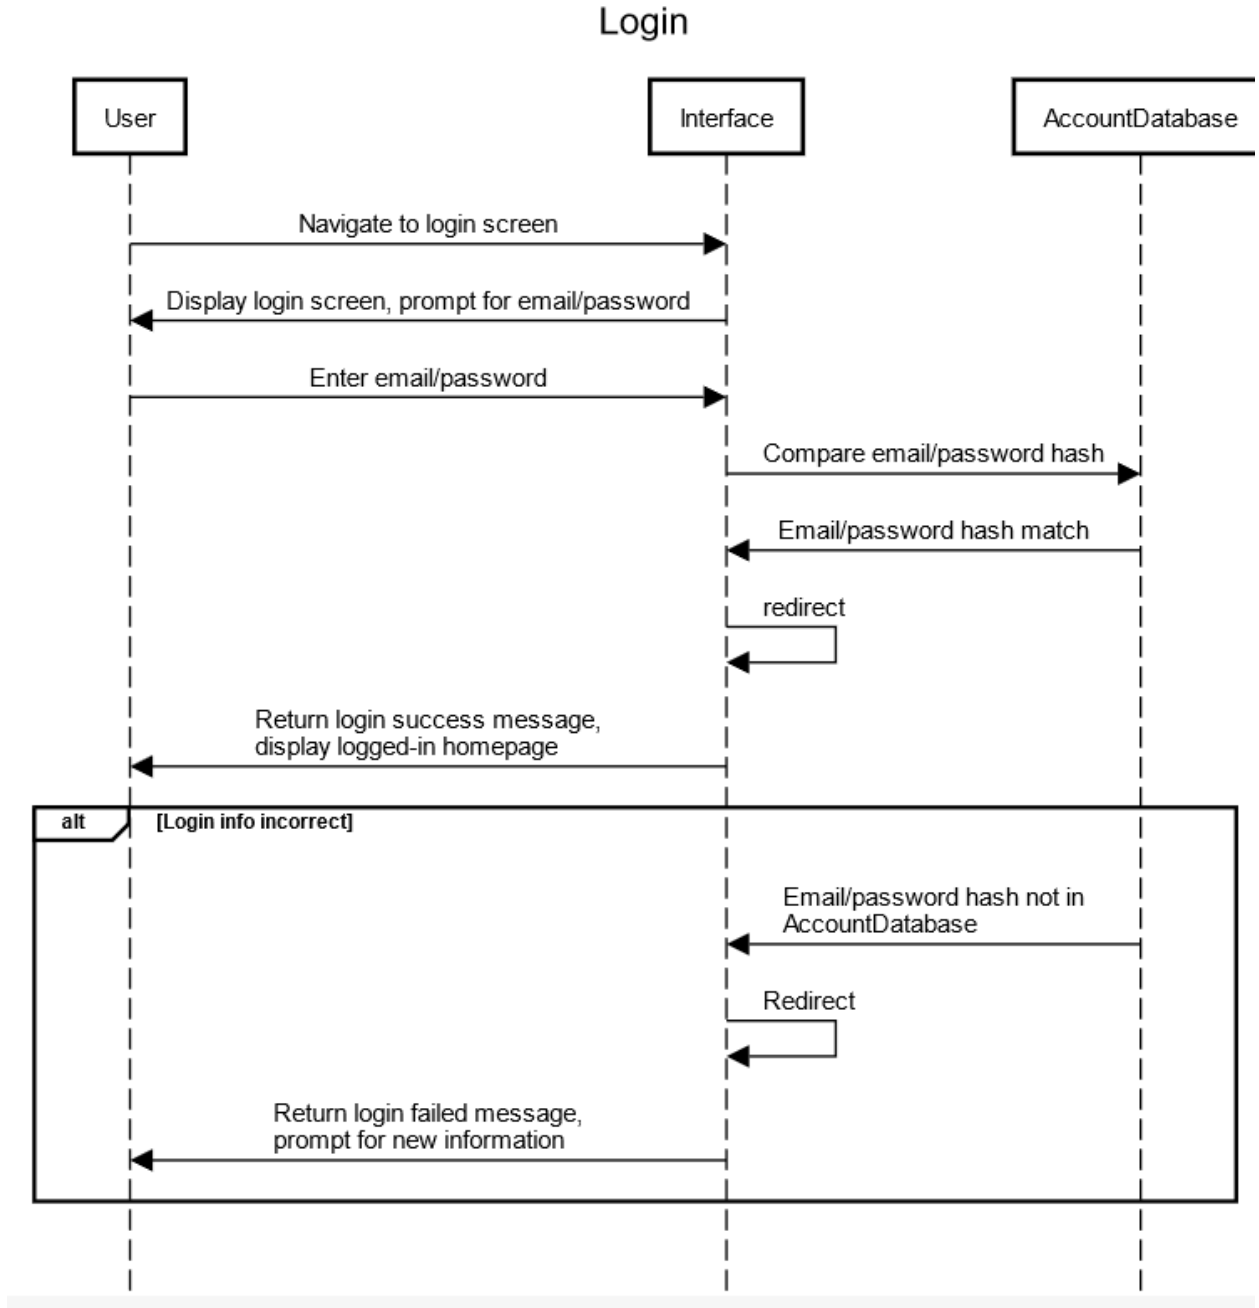 Login
User
Interface
AccountDatabase
Navigate to login screen
Display login screen, prompt for email/password
Enter email/password
Compare email/password hash
Email/password hash match
redirect
Return login success message,
display logged-in homepage
alt
[Login info incorrect]
Email/password hash not in
AccountDatabase
Redirect
Return login failed message,
prompt for new information